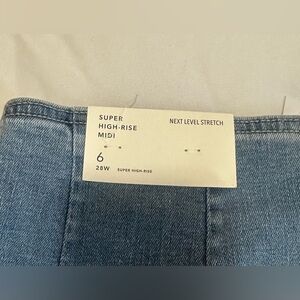 SUPER
HIGH-RISE
MIDI
NEXT LEVEL STRETCH
6
28W SUPER HIGH-RISE